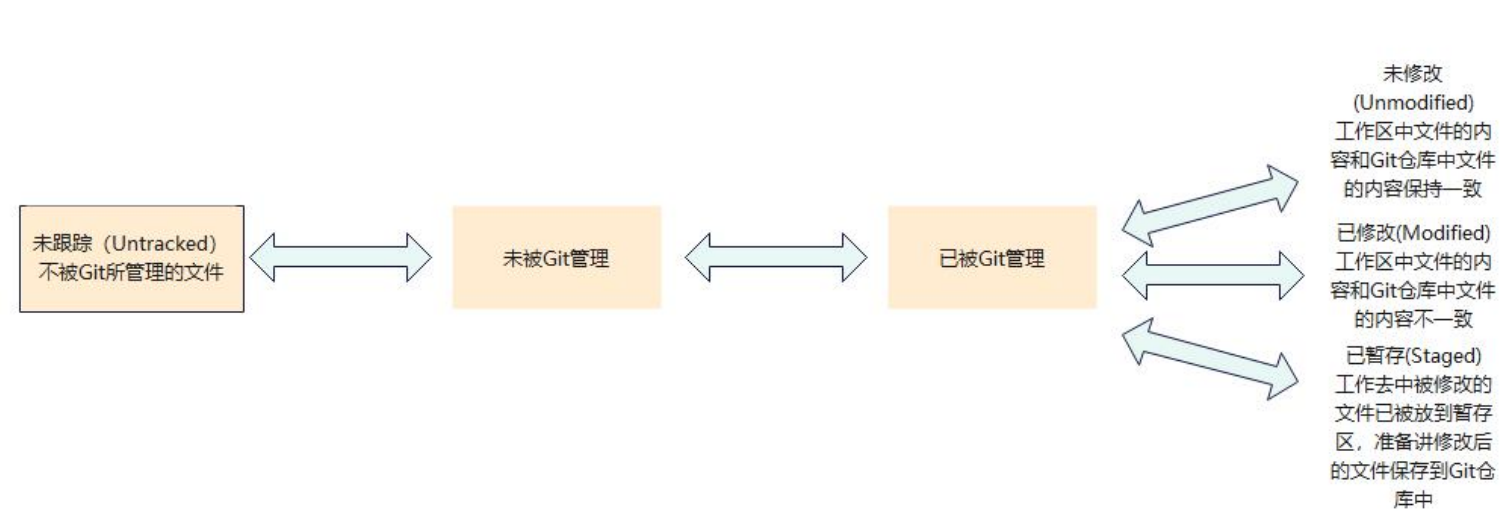 未跟踪（Untracked）
不被Git所管理的文件
未被Git管理
已被Git管理
未修改
(Unmodified)
工作区中文件的内
容和Git仓库中文件
的内容保持一致
已修改(Modified)
工作区中文件的内
容和Git仓库中文件
的内容不一致
已暂存(Staged)
工作去中被修改的
文件已被放到暂存
区，准备讲修改后
的文件保存到Git仓
库中